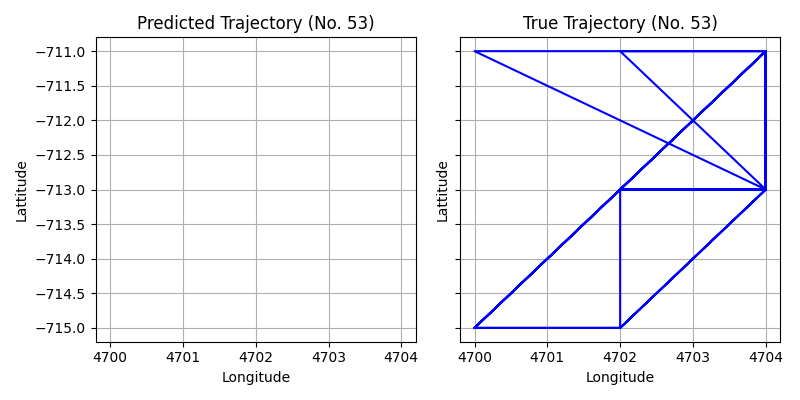 Predicted Trajectory (No. 53)
True Trajectory (No. 53)
Lattitude
−711.0
−711.5
−712.0
−712.5
−713.0
−713.5
−714.0
−714.5
−715.0
4700 4701 4702 4703 4704
Longitude
Lattitude
4700 4701 4702 4703 4704
Longitude